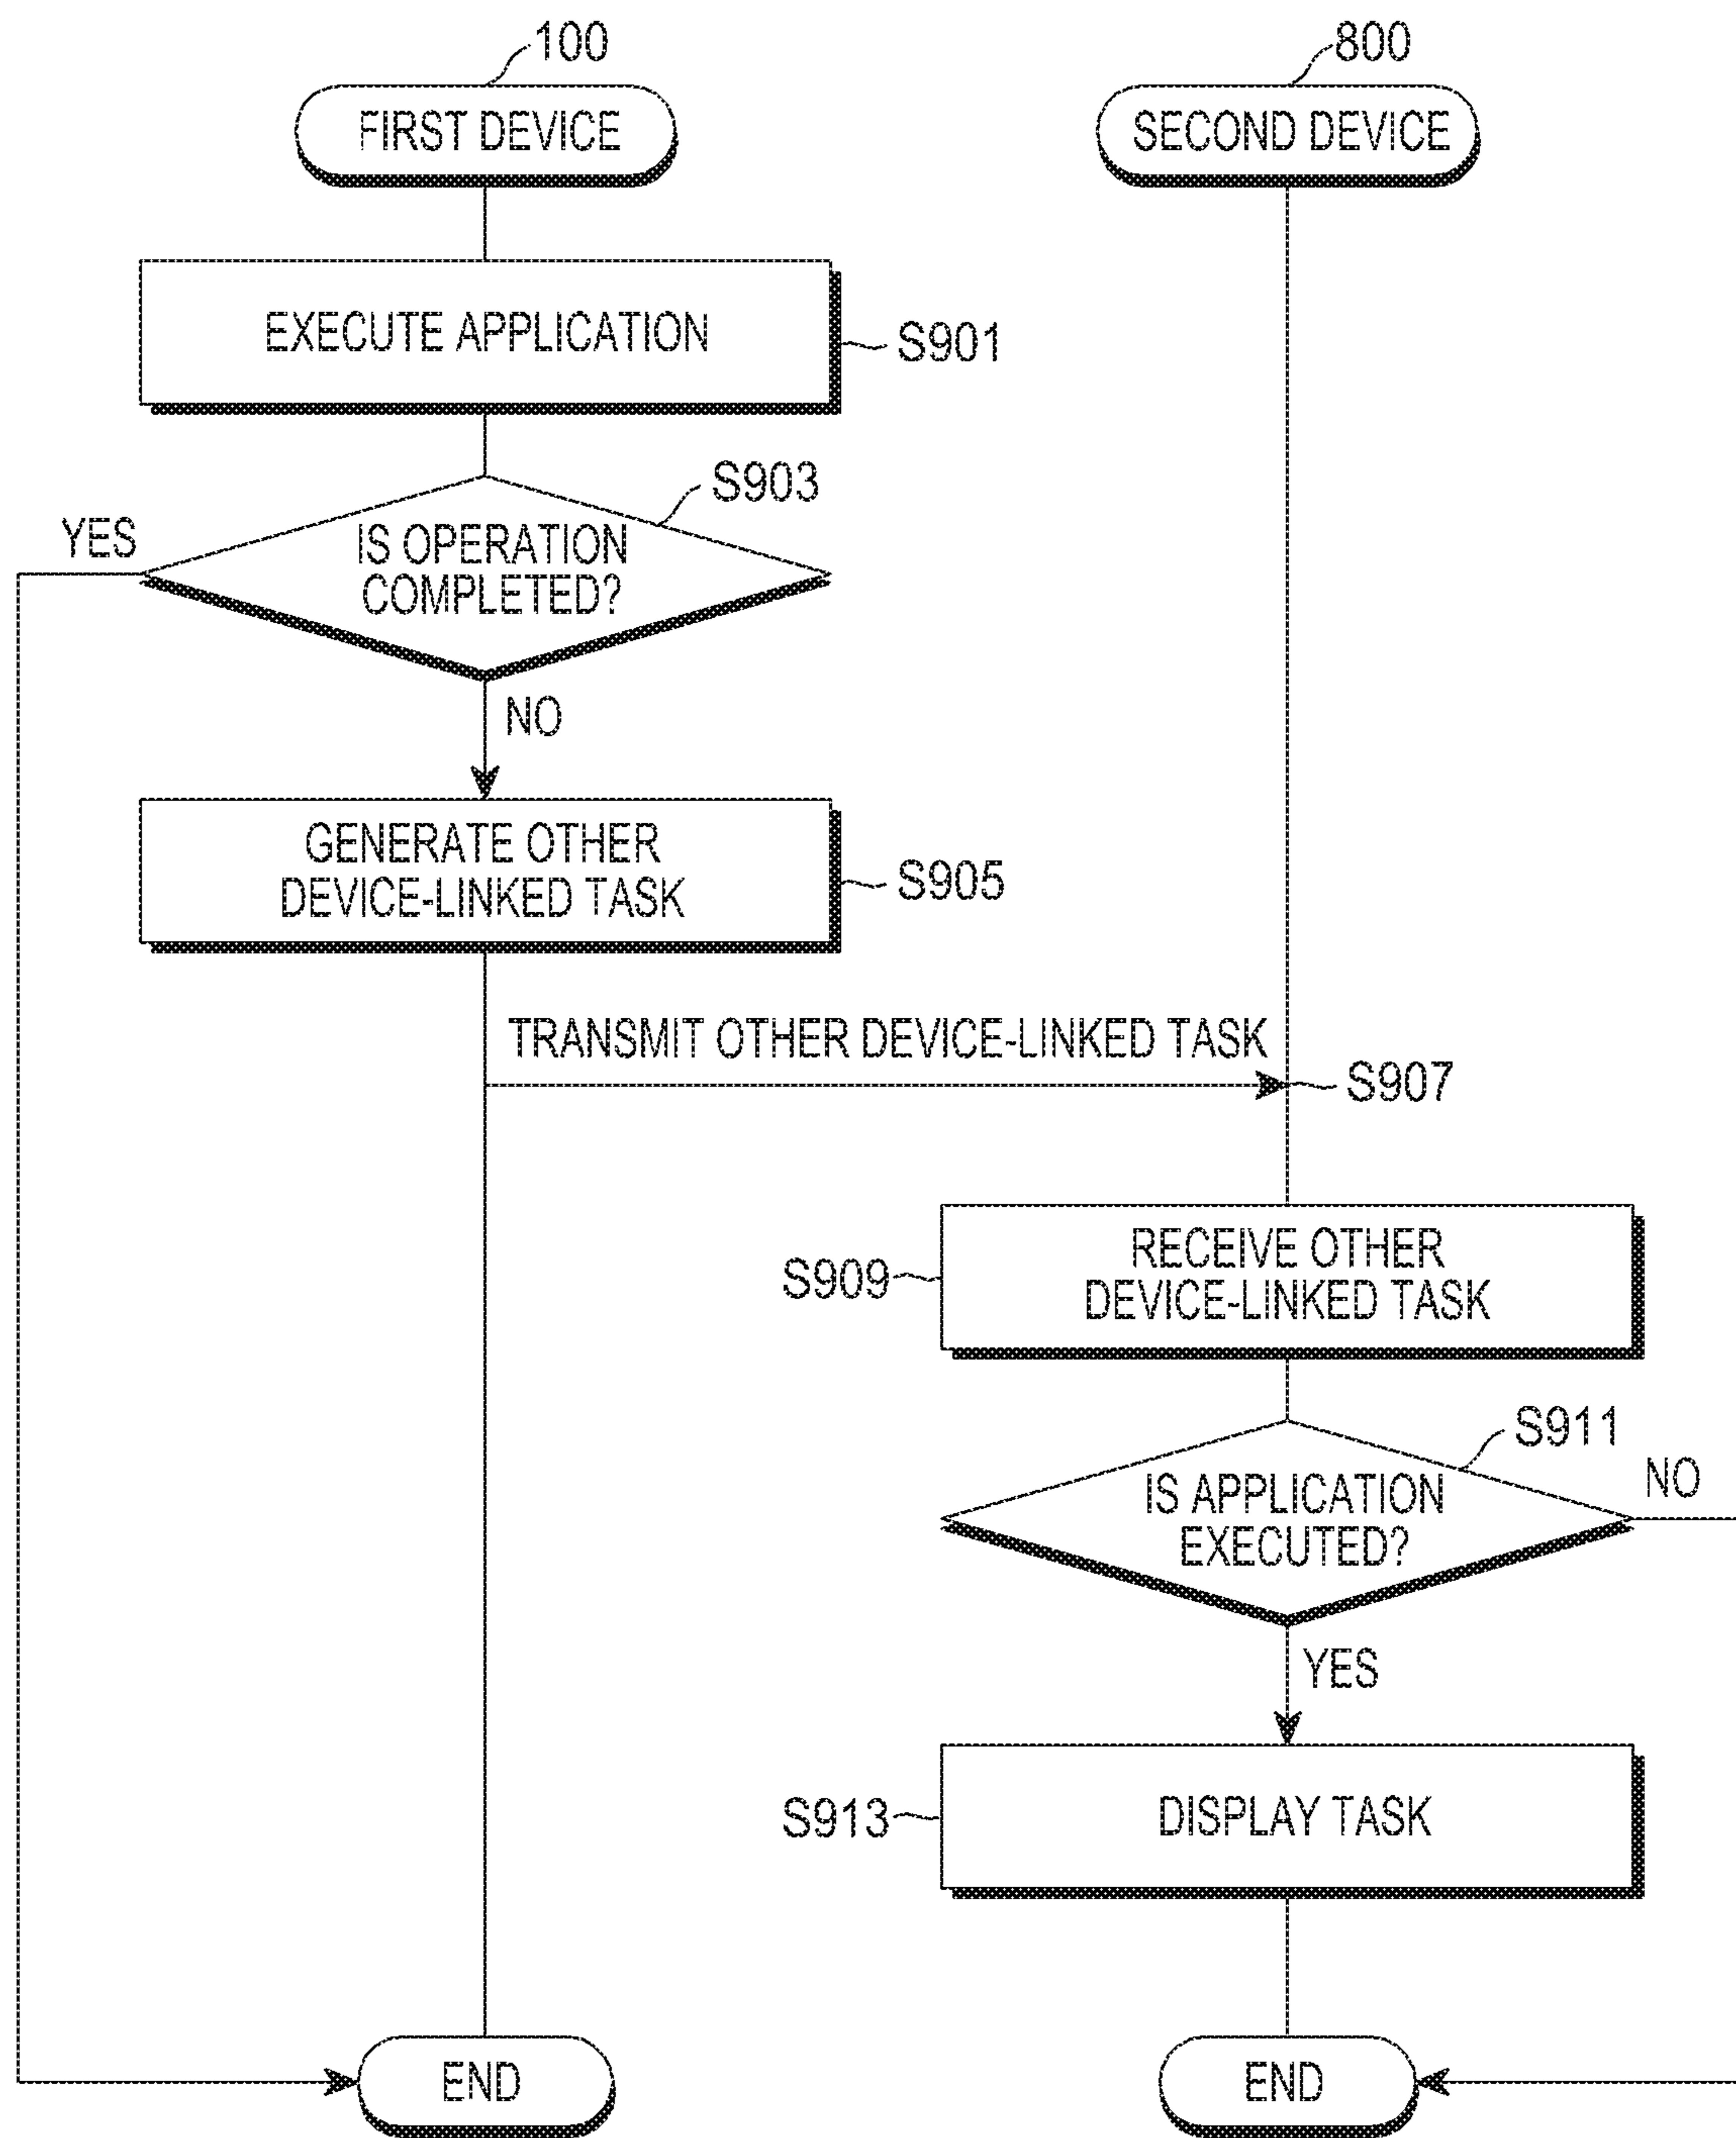 100
800
FIRST DEVICE
SECOND DEVICE
EXECUTE APPLICATION
S901
S903
YES
IS OPERATION
COMPLETED?
NO
GENERATE OTHER
DEVICE-LINKED TASK
S905
TRANSMIT OTHER DEVICE-LINKED TASK
S907
RECEIVE OTHER
DEVICE-LINKED TASK
S909
S911
NO
IS APPLICATION
EXECUTED?
YES
S913
DISPLAY TASK
END
END